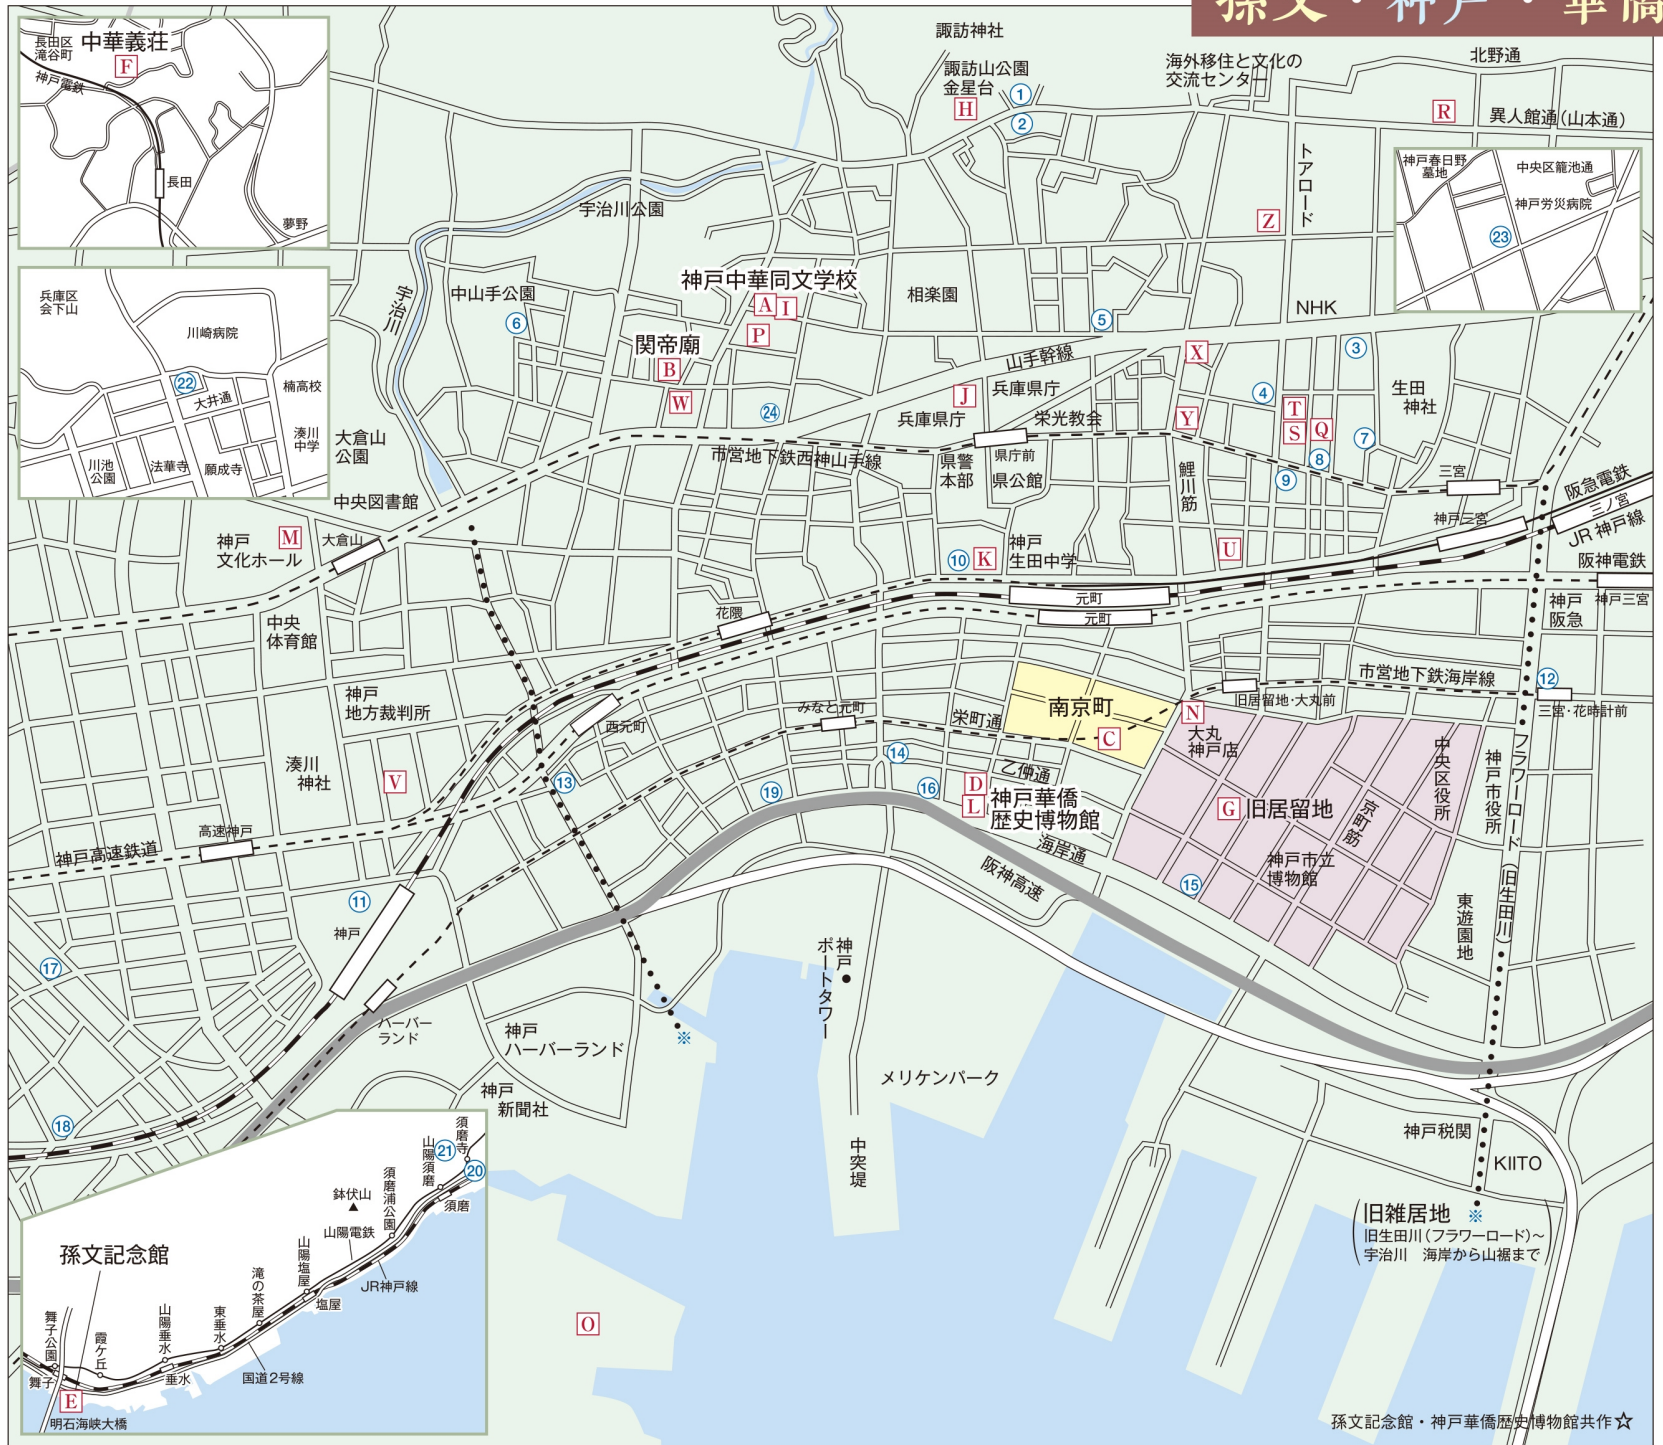 孫文・神戸・華僑
長田区
滝谷町
中華義荘
F
神戸電鉄
長田
夢野
兵庫区
会下山
川崎病院
22
大井通
楠高校
湊川
中学
川池
公園
法華寺
願成寺
諏訪神社
諏訪山公園
金星台
H
1
2
海外移住と文化の
交流センター
北野通
R
異人館通(山本通)
トアロード
Z
神戸春日野
墓地
中央区籠池通
神戸労災病院
23
宇治川公園
宇治川
中山手公園
6
神戸中華同文学校
A
I
P
関帝廟
B
W
24
相楽園
NHK
5
山手幹線
X
3
兵庫県庁
J
兵庫県庁
栄光教会
Y
4
T
S
Q
7
8
9
生田
神社
大倉山
公園
中央図書館
市営地下鉄西神山手線
県警
本部
県庁前
県公館
鯉川筋
三宮
阪急電鉄
三ノ宮
神戸三宮
JR 神戸線
阪神電鉄
神戸三宮
神戸
阪急
M
神戸
文化ホール
大倉山
10
K
神戸
生田中学
U
元町
元町
花隈
中央
体育館
神戸
地方裁判所
西元町
みなと元町
栄町通
南京町
C
N
大丸
神戸店
旧居留地・大丸前
市営地下鉄海岸線
12
三宮・花時計前
湊川
神社
V
13
14
19
16
乙仲通
D
L
神戸華僑
歴史博物館
海岸通
阪神高速
G
旧居留地
京町筋
中央区役所
神戸市役所
フラワーロード(旧生田川)
神戸市立
博物館
15
東遊園地
高速神戸
神戸高速鉄道
11
神戸
17
18
ハーバー
ランド
神戸
ハーバーランド
神戸
新聞社
※
神戸
ポートタワー
メリケンパーク
中突堤
神戸税関
KIITO
旧雑居地 ※
旧生田川(フラワーロード)~
宇治川 海岸から山裾まで
O
孫文記念館
舞子公園
舞子
E
明石海峡大橋
霞ケ丘
山陽垂水
垂水
東垂水
滝の茶屋
山陽塩屋
塩屋
国道2号線
JR神戸線
山陽電鉄
鉢伏山
須磨浦公園
山陽須磨
須磨
21
須磨寺
20
孫文記念館・神戸華僑歴史博物館共作☆